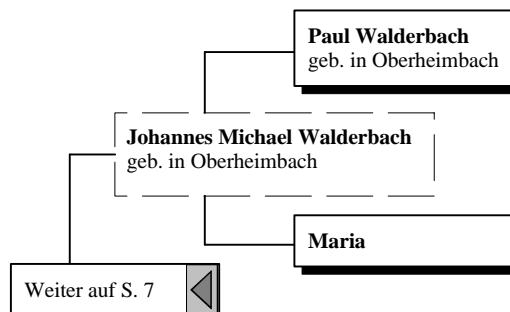 Paul Walderbach
geb. in Oberheimbach
Johannes Michael Walderbach
geb. in Oberheimbach
Maria
Weiter auf S. 7